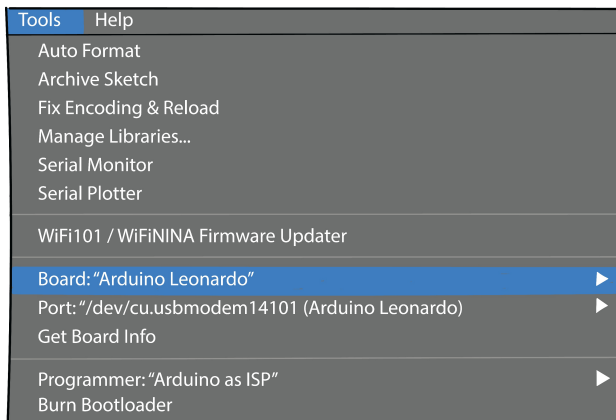 Tools Help
Auto Format
Archive Sketch
Fix Encoding & Reload
Manage Libraries...
Serial Monitor
Serial Plotter
WiFi101 / WiFiNINA Firmware Updater
Board: “Arduino Leonardo”
Port: “/dev/cu.usbmodem14101 (Arduino Leonardo)
Get Board Info
Programmer: “Arduino as ISP”
Burn Bootloader